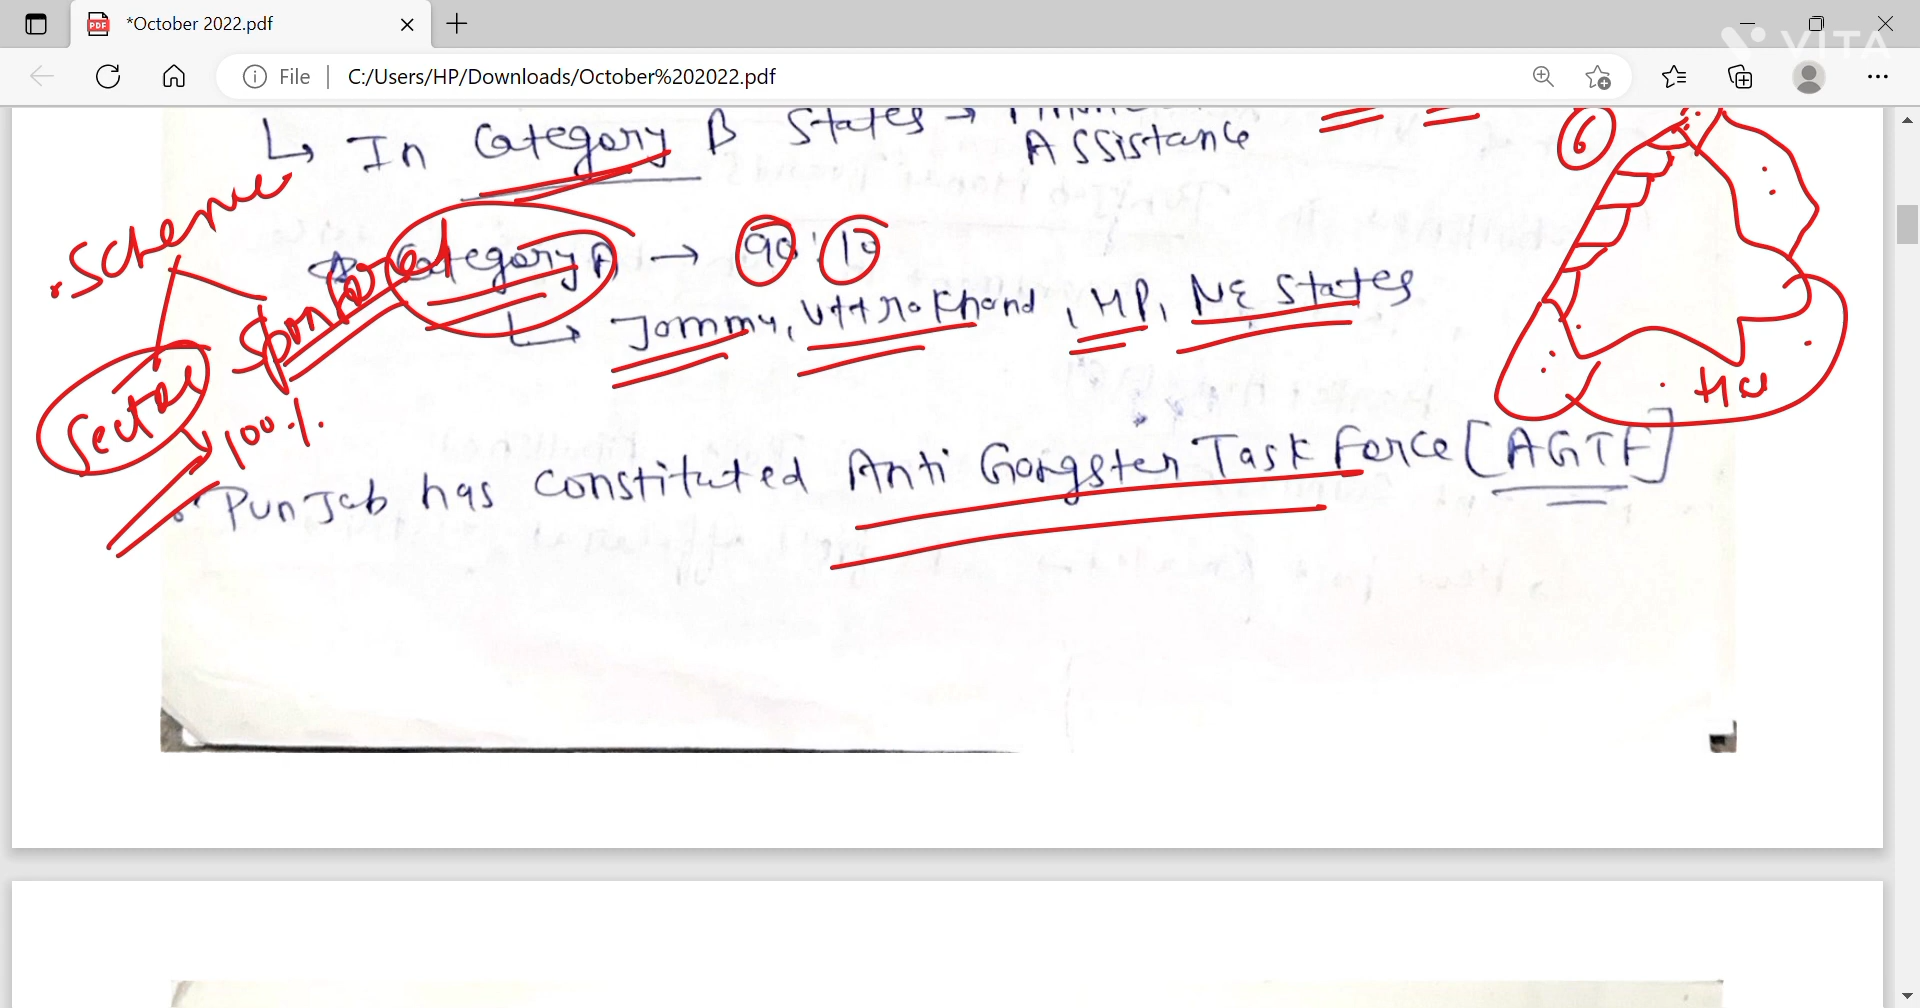 *October 2022.pdf
VITA
File | C:/Users/HP/Downloads/October%202022.pdf
↳ In Category B States →
Assistance
6
Scheme
Sponsored
Category A → 90:10
↳ Jammu, Uttrakhand, HP, NE States
Sector
100%
Punjab has constituted Anti Gangster Task Force [AGTF]